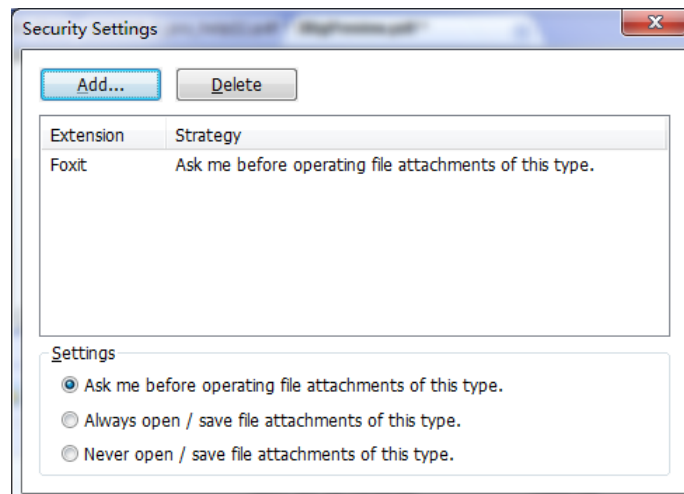 Security Settings
Add... Delete
Extension Strategy
Foxit Ask me before operating file attachments of this type.
Settings
Ask me before operating file attachments of this type.
Always open / save file attachments of this type.
Never open / save file attachments of this type.